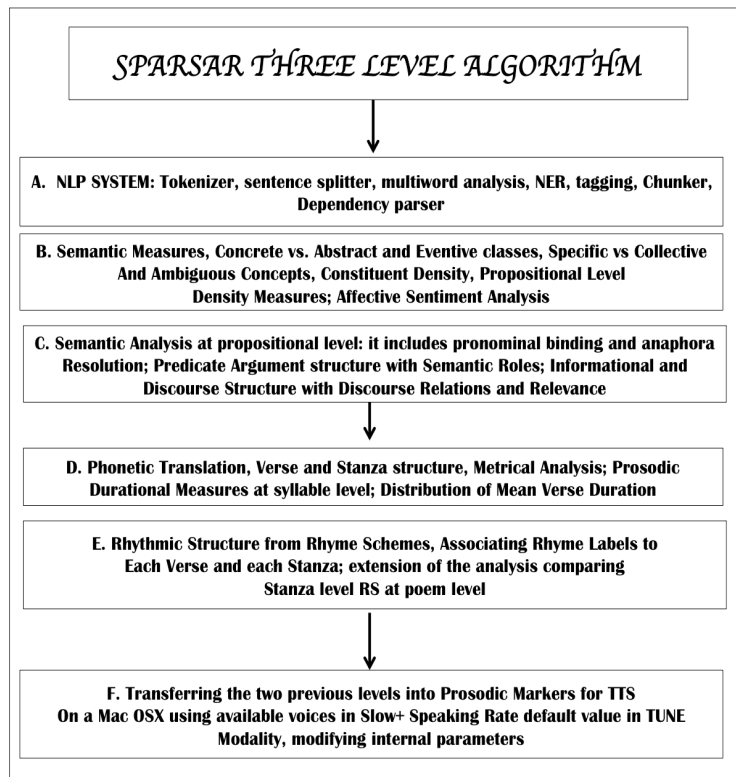 SPARSAR THREE LEVEL ALGORITHM
A. NLP SYSTEM: Tokenizer, sentence splitter, multiword analysis, NER, tagging, Chunker,
Dependency parser
B. Semantic Measures, Concrete vs. Abstract and Eventive classes, Specific vs Collective
And Ambiguous Concepts, Constituent Density, Propositional Level
Density Measures; Affective Sentiment Analysis
C. Semantic Analysis at propositional level: it includes pronominal binding and anaphora
Resolution; Predicate Argument structure with Semantic Roles; Informational and
Discourse Structure with Discourse Relations and Relevance
D. Phonetic Translation, Verse and Stanza structure, Metrical Analysis; Prosodic
Durational Measures at syllable level; Distribution of Mean Verse Duration
E. Rhythmic Structure from Rhyme Schemes, Associating Rhyme Labels to
Each Verse and each Stanza; extension of the analysis comparing
Stanza level RS at poem level
F. Transferring the two previous levels into Prosodic Markers for TTS
On a Mac OSX using available voices in Slow+ Speaking Rate default value in TUNE
Modality, modifying internal parameters